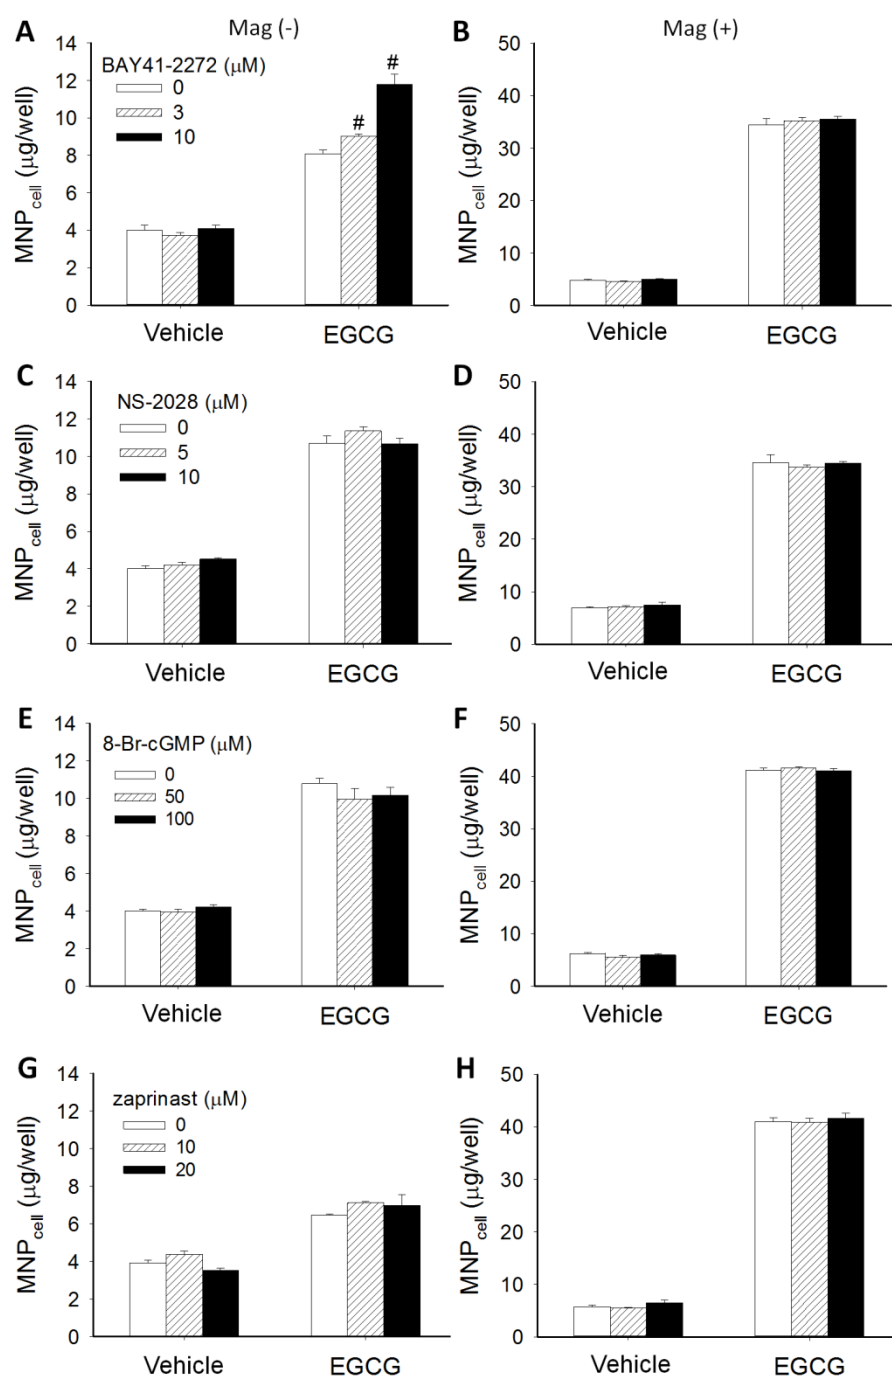 A
Mag (-)
BAY41-2272 (μM)
0
3
10
#
#
MNPcell (μg/well)
14
12
10
8
6
4
2
0
Vehicle
EGCG
B
Mag (+)
MNPcell (μg/well)
50
40
30
20
10
0
Vehicle
EGCG
C
NS-2028 (μM)
0
5
10
MNPcell (μg/well)
14
12
10
8
6
4
2
0
Vehicle
EGCG
D
MNPcell (μg/well)
50
40
30
20
10
0
Vehicle
EGCG
E
8-Br-cGMP (μM)
0
50
100
MNPcell (μg/well)
14
12
10
8
6
4
2
0
Vehicle
EGCG
F
MNPcell (μg/well)
50
40
30
20
10
0
Vehicle
EGCG
G
zaprinast (μM)
0
10
20
MNPcell (μg/well)
14
12
10
8
6
4
2
0
Vehicle
EGCG
H
MNPcell (μg/well)
50
40
30
20
10
0
Vehicle
EGCG